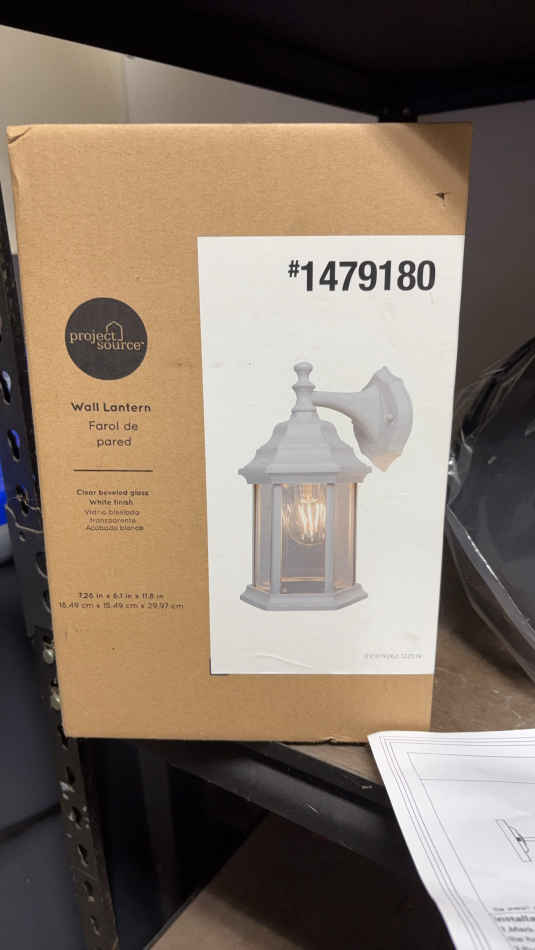 #1479180
project
source™
Wall Lantern
Farol de
pared
Clear beveled glass
White finish
Vidrio biselado
transparente
Acabado blanco
7.26 in x 6.1 in x 11.8 in
18.49 cm x 15.49 cm x 29.97 cm